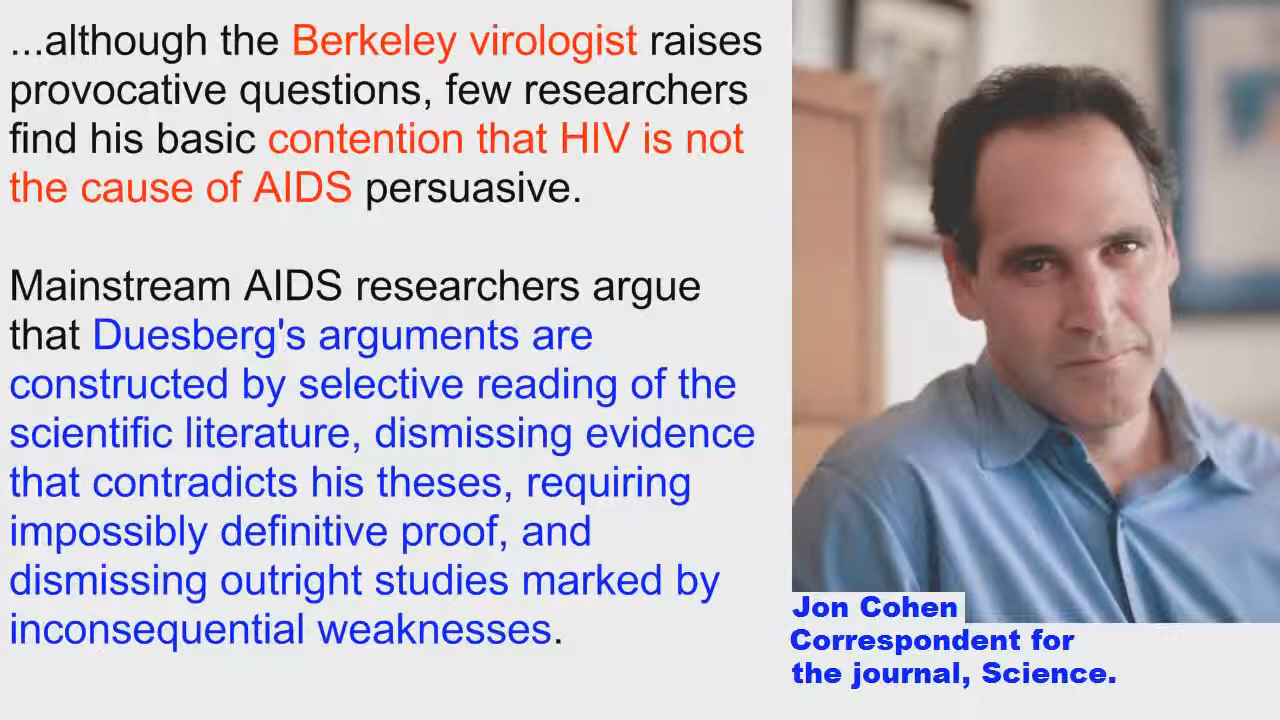 ...although the Berkeley virologist raises
provocative questions, few researchers
find his basic contention that HIV is not
the cause of AIDS persuasive.
Mainstream AIDS researchers argue
that Duesberg's arguments are
constructed by selective reading of the
scientific literature, dismissing evidence
that contradicts his theses, requiring
impossibly definitive proof, and
dismissing outright studies marked by
inconsequential weaknesses.
Jon Cohen
Correspondent for
the journal, Science.